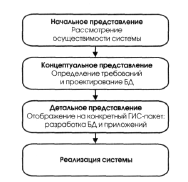 Начальное представление
Рассмотрение
осуществимости системы
Концептуальное представление
Определение требований
и проектирование БД
Детальное представление
Отображение на конкретный ГИС-пакет:
разработка БД и приложений
Реализация системы